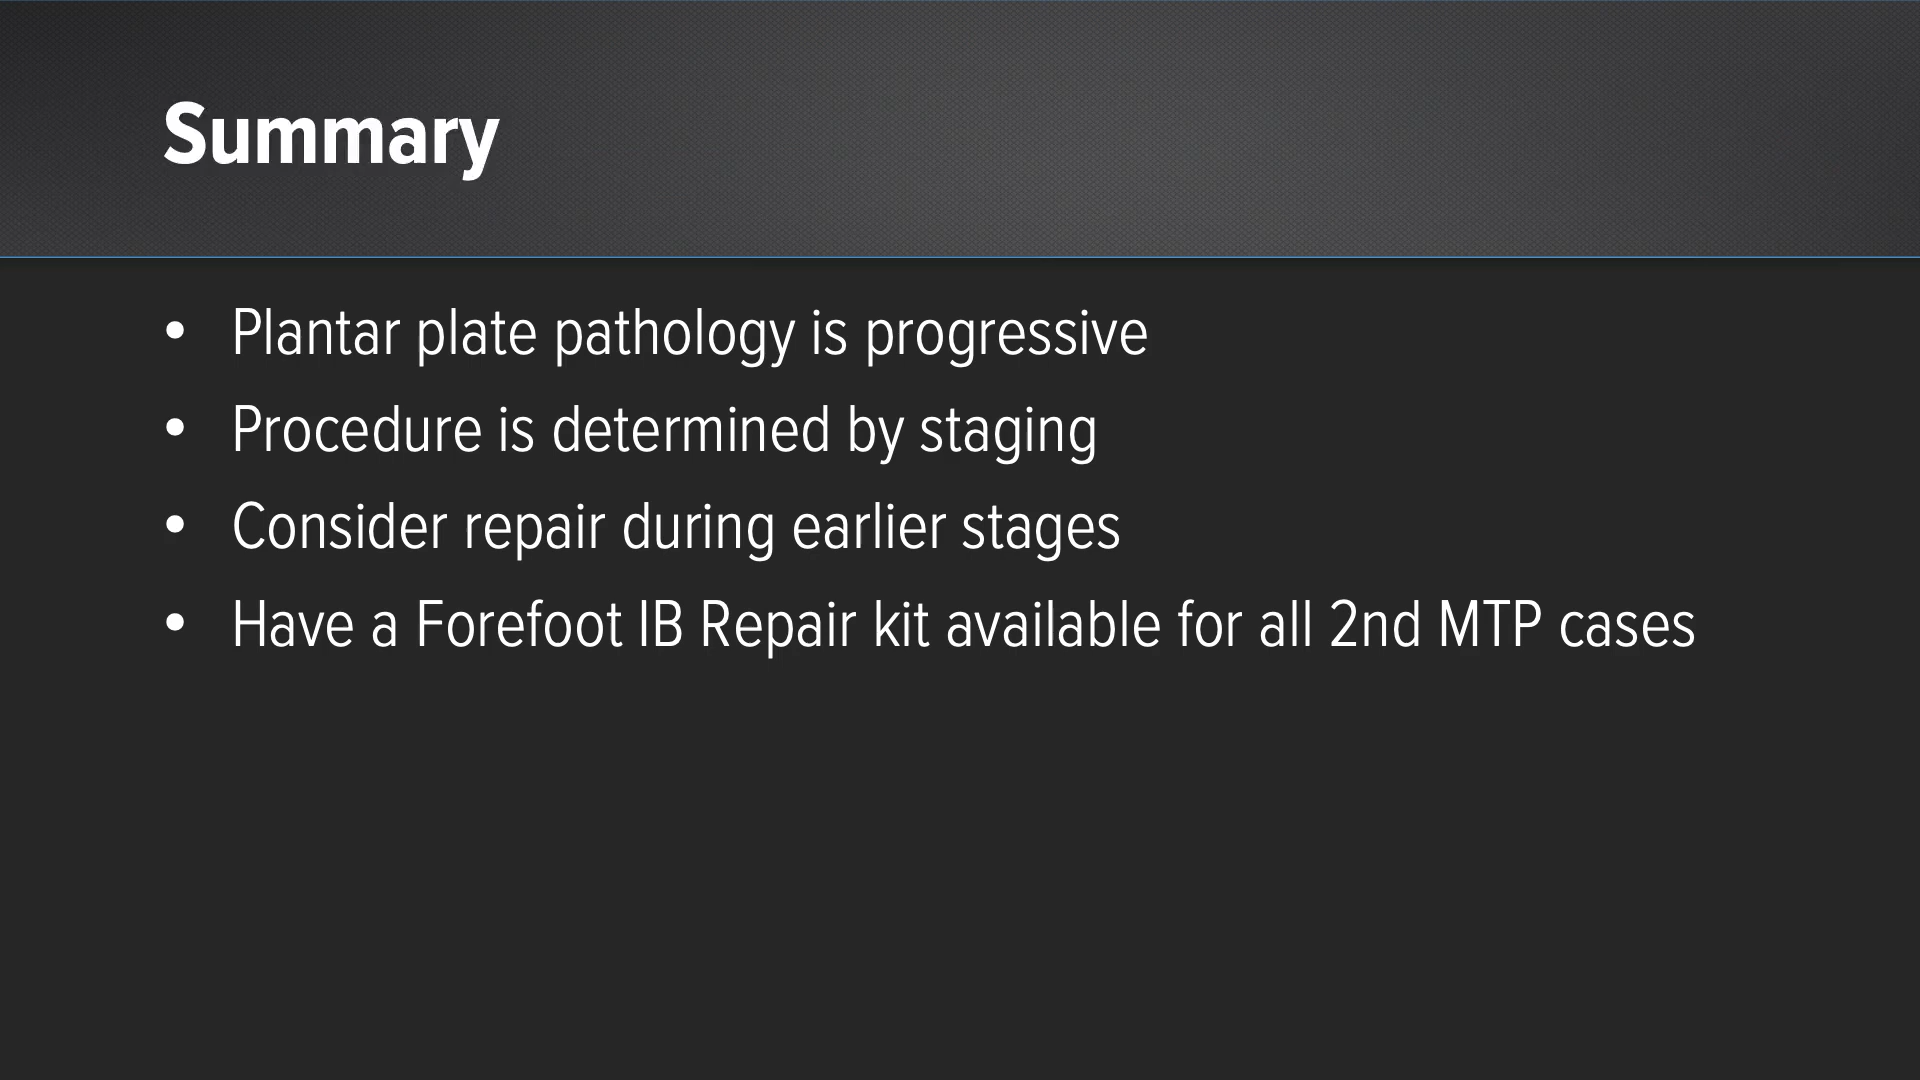 Summary
• Plantar plate pathology is progressive
• Procedure is determined by staging
• Consider repair during earlier stages
• Have a Forefoot IB Repair kit available for all 2nd MTP cases